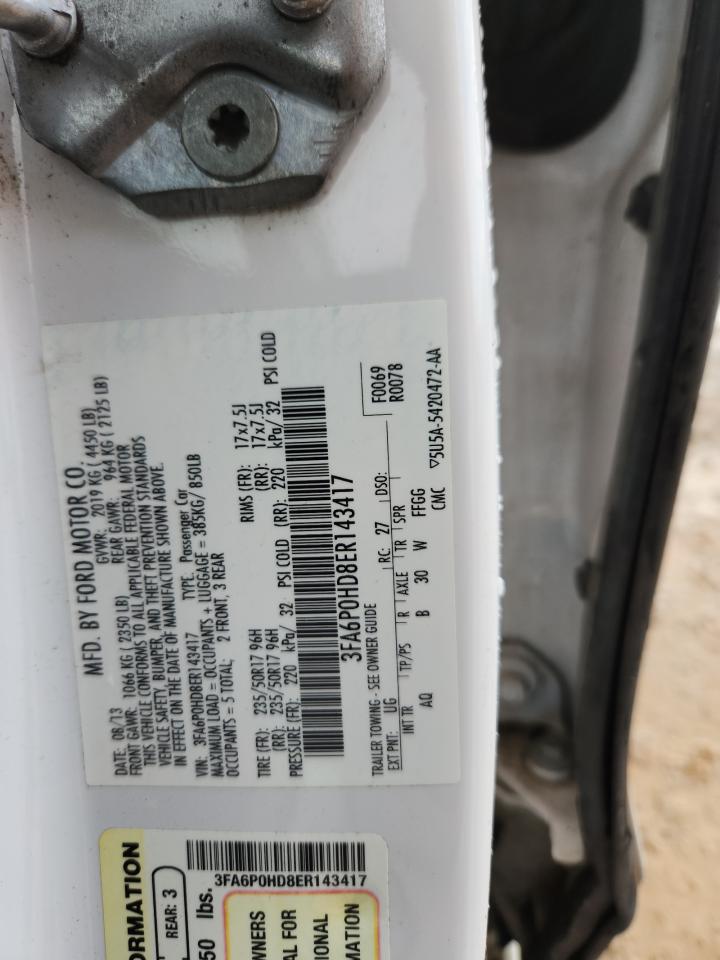 MFD. BY FORD MOTOR CO.
DATE: 08/13 GVWR: 2019 KG ( 4450 LB)
FRONT GAWR: 1066 KG ( 2350 LB) REAR GAWR: 964 KG ( 2125 LB)
THIS VEHICLE CONFORMS TO ALL APPLICABLE FEDERAL MOTOR
VEHICLE SAFETY, BUMPER, AND THEFT PREVENTION STANDARDS
IN EFFECT ON THE DATE OF MANUFACTURE SHOWN ABOVE.
VIN: 3FA6P0HD8ER143417 TYPE: Passenger Car
MAXIMUM LOAD = OCCUPANTS + LUGGAGE = 385KG/ 850LB
OCCUPANTS = 5 TOTAL; 2 FRONT, 3 REAR
TIRE (FR): 235/50R17 96H RIMS (FR): 17x7.5J
(RR): 235/50R17 96H (RR): 17x7.5J
PRESSURE (FR): 220 kPa/ 32 PSI COLD (RR): 220 kPa/ 32 PSI COLD
3FA6P0HD8ER143417
TRAILER TOWING - SEE OWNER GUIDE F0069
EXT PNT: UG RC: 27 DSO: R0078
INT TR TP/PS R AXLE TR SPR
AQ B 30 W FFGG
CMC ▽5U5A-5420472-AA
3FA6P0HD8ER143417
ORMATION
REAR: 3
50 lbs.
WNERS
AL FOR
IONAL
MATION